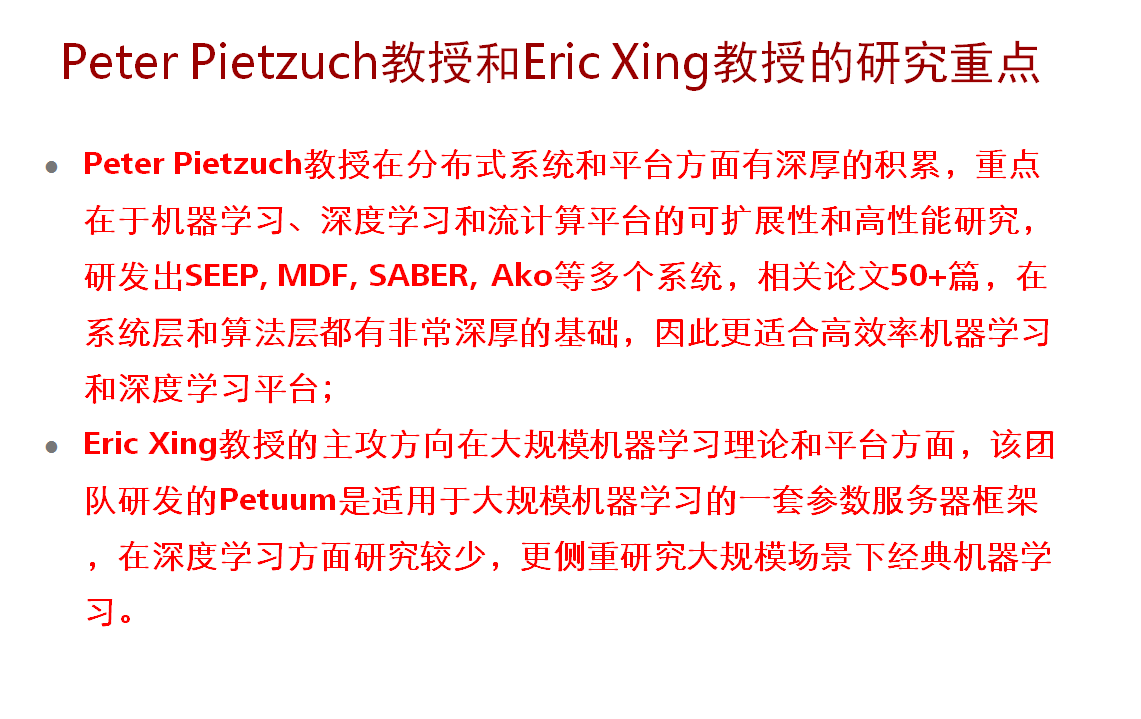 Peter Pietzuch教授和Eric Xing教授的研究重点
• Peter Pietzuch教授在分布式系统和平台方面有深厚的积累，重点
在于机器学习、深度学习和流计算平台的可扩展性和高性能研究，
研发出SEEP, MDF, SABER, Ako等多个系统，相关论文50+篇，在
系统层和算法层都有非常深厚的基础，因此更适合高效率机器学习
和深度学习平台；
• Eric Xing教授的主攻方向在大规模机器学习理论和平台方面，该团
队研发的Petuum是适用于大规模机器学习的一套参数服务器框架
，在深度学习方面研究较少，更侧重研究大规模场景下经典机器学
习。